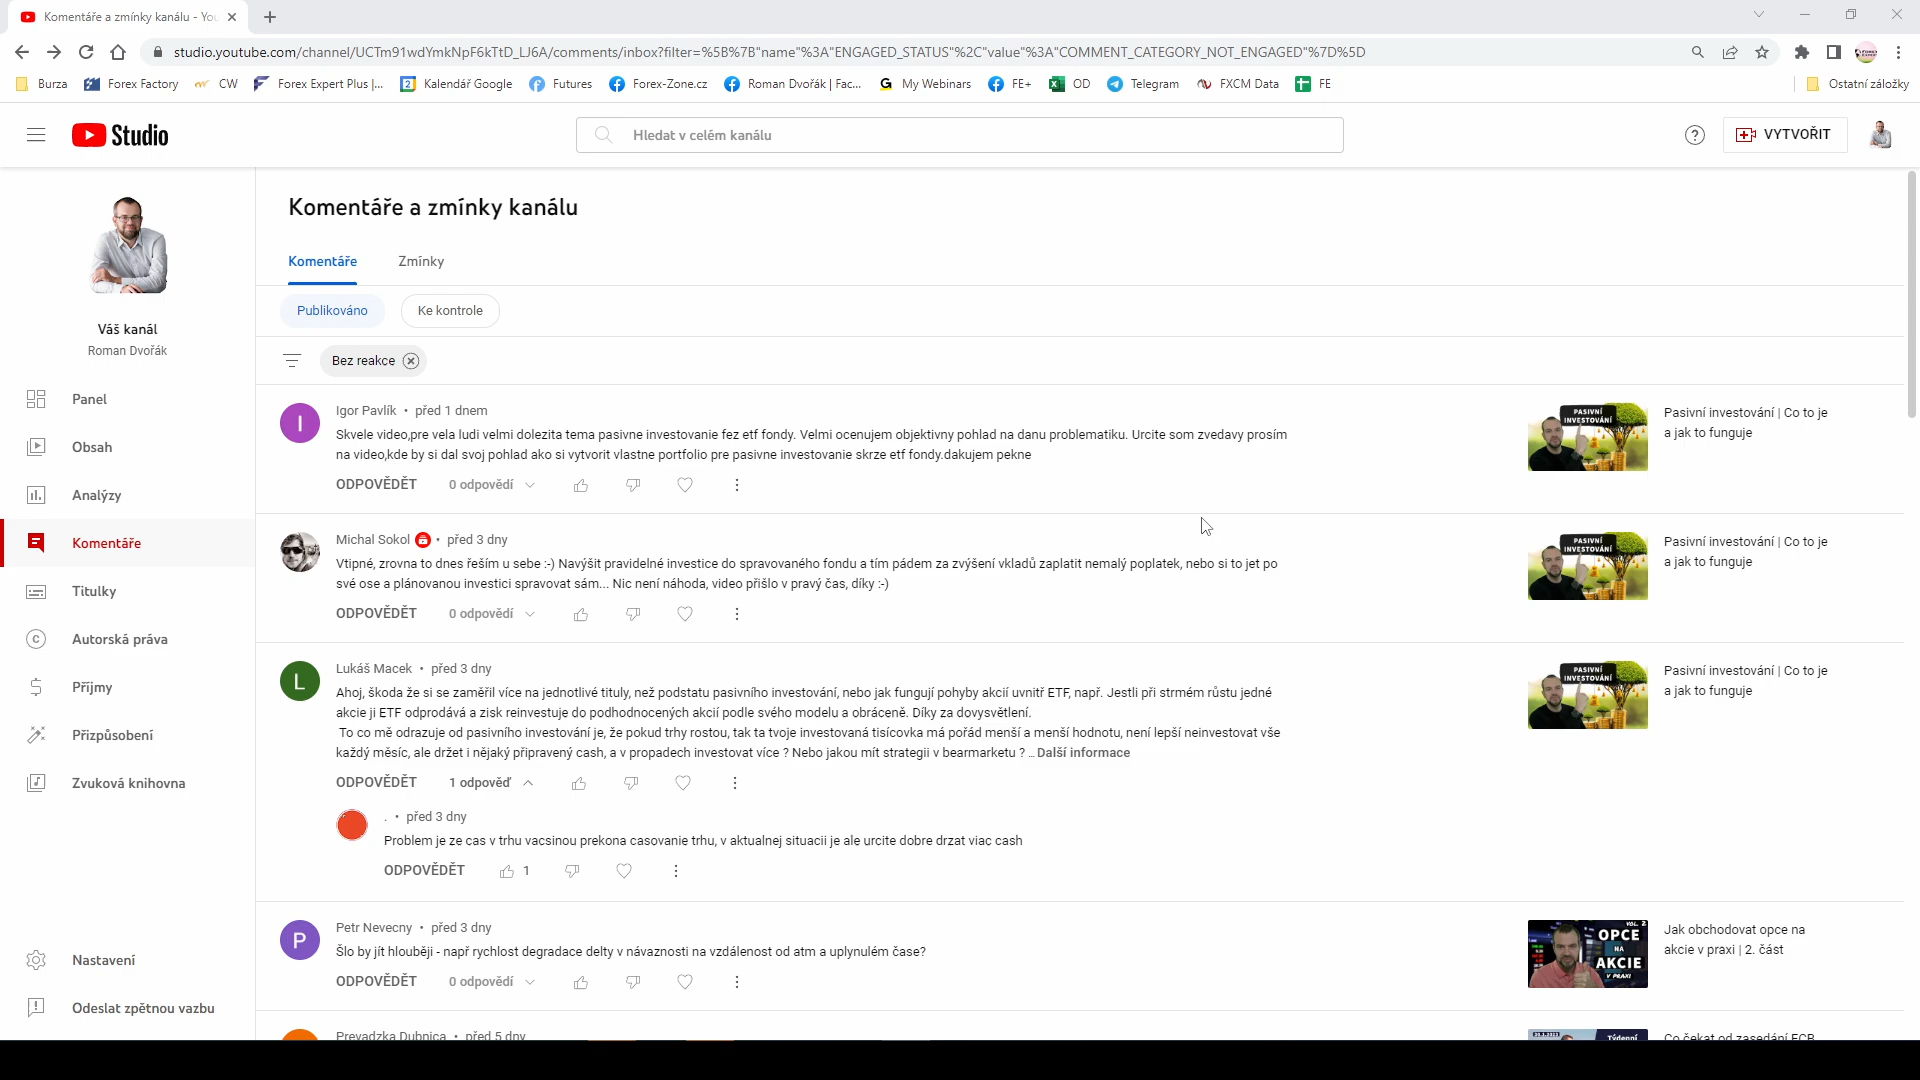 Komentáře a zmínky kanálu - You
studio.youtube.com/channel/UCTm91wdYmkNpF6kTtD_LJ6A/comments/inbox?filter=%5B%7B"name"%3A"ENGAGED_STATUS"%2C"value"%3A"COMMENT_CATEGORY_NOT_ENGAGED"%7D%5D
Burza
Forex Factory
CW
Forex Expert Plus |...
Kalendář Google
Futures
Forex-Zone.cz
Roman Dvořák | Fac...
My Webinars
FE+
OD
Telegram
FXCM Data
FE
Ostatní záložky
Studio
Hledat v celém kanálu
VYTVOŘIT
Váš kanál
Roman Dvořák
Panel
Obsah
Analýzy
Komentáře
Titulky
Autorská práva
Příjmy
Přizpůsobení
Zvuková knihovna
Nastavení
Odeslat zpětnou vazbu
Komentáře a zmínky kanálu
Komentáře
Zmínky
Publikováno
Ke kontrole
Bez reakce
I
Igor Pavlík • před 1 dnem
Skvele video,pre vela ludi velmi dolezita tema pasivne investovanie fez etf fondy. Velmi ocenujem objektivny pohlad na danu problematiku. Urcite som zvedavy prosím
na video,kde by si dal svoj pohlad ako si vytvorit vlastne portfolio pre pasivne investovanie skrze etf fondy.dakujem pekne
ODPOVĚDĚT
0 odpovědí
PASIVNÍ
INVESTOVÁNÍ
Pasivní investování | Co to je
a jak to funguje
Michal Sokol • před 3 dny
Vtipné, zrovna to dnes řeším u sebe :-) Navýšit pravidelné investice do spravovaného fondu a tím pádem za zvýšení vkladů zaplatit nemalý poplatek, nebo si to jet po
své ose a plánovanou investici spravovat sám... Nic není náhoda, video přišlo v pravý čas, díky :-)
ODPOVĚDĚT
0 odpovědí
PASIVNÍ
INVESTOVÁNÍ
Pasivní investování | Co to je
a jak to funguje
L
Lukáš Macek • před 3 dny
Ahoj, škoda že si se zaměřil více na jednotlivé tituly, než podstatu pasivního investování, nebo jak fungují pohyby akcií uvnitř ETF, např. Jestli při strmém růstu jedné
akcie ji ETF odprodává a zisk reinvestuje do podhodnocených akcií podle svého modelu a obráceně. Díky za dovysvětlení.
To co mě odrazuje od pasivního investování je, že pokud trhy rostou, tak ta tvoje investovaná tisícovka má pořád menší a menší hodnotu, není lepší neinvestovat vše
každý měsíc, ale držet i nějaký připravený cash, a v propadech investovat více ? Nebo jakou mít strategii v bearmarketu ? ... Další informace
ODPOVĚDĚT
1 odpověď
PASIVNÍ
INVESTOVÁNÍ
Pasivní investování | Co to je
a jak to funguje
. • před 3 dny
Problem je ze cas v trhu vacsinou prekona casovanie trhu, v aktualnej situacii je ale urcite dobre drzat viac cash
ODPOVĚDĚT
1
P
Petr Nevecny • před 3 dny
Šlo by jít hlouběji - např rychlost degradace delty v návaznosti na vzdálenost od atm a uplynulém čase?
ODPOVĚDĚT
0 odpovědí
VOL. 2
OPCE
NA
AKCIE
V PRAXI
Jak obchodovat opce na
akcie v praxi | 2. část
Prevadzka Dubnica • před 5 dny
Týdenní
Co čekat od zasedání ECB